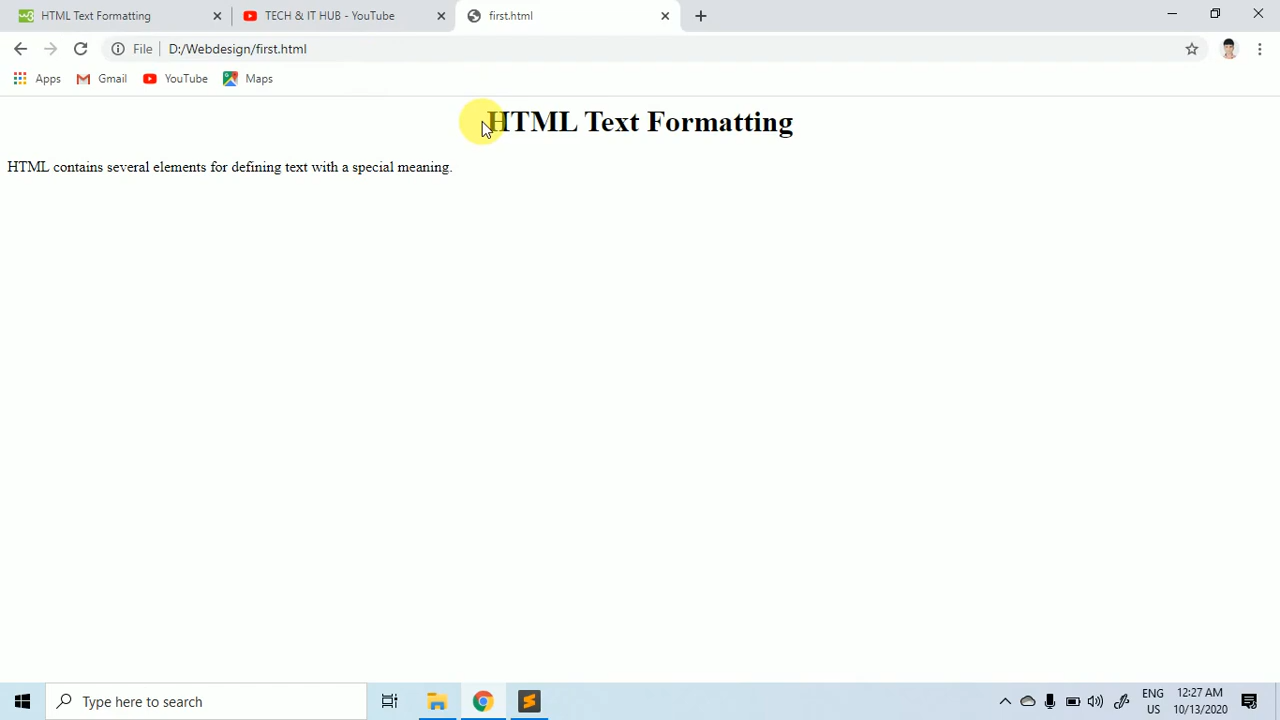 HTML Text Formatting
TECH & IT HUB - YouTube
first.html
File
D:/Webdesign/first.html
Apps
Gmail
YouTube
Maps
HTML Text Formatting
HTML contains several elements for defining text with a special meaning.
Type here to search
ENG
US
12:27 AM
10/13/2020